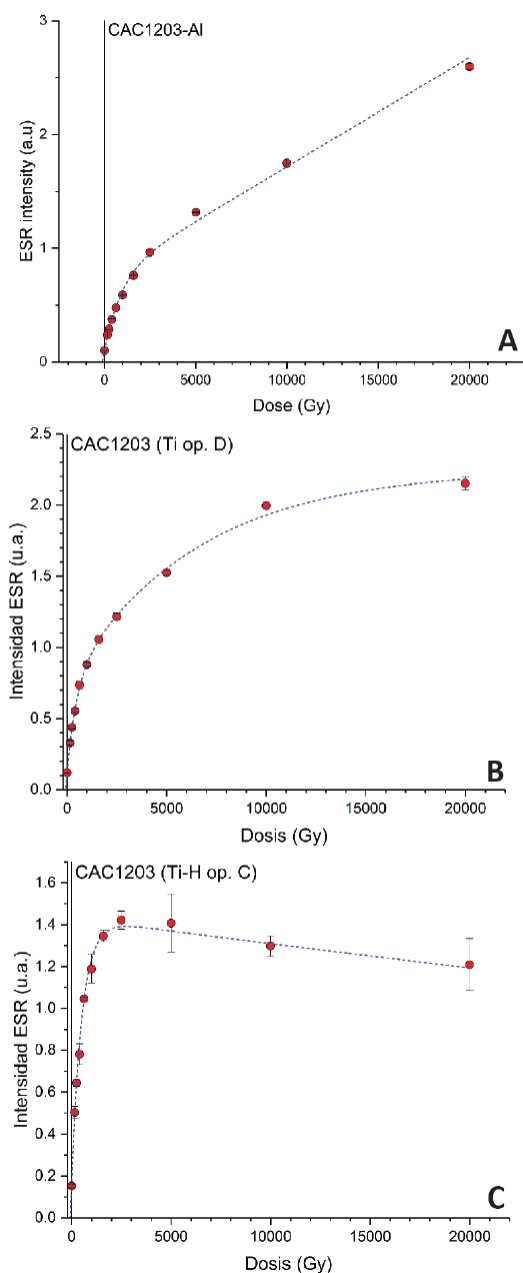 CAC1203-Al
ESR intensity (a.u)
3
2
1
0
0 5000 10000 15000 20000
Dose (Gy)
A
CAC1203 (Ti op. D)
Intensidad ESR (u.a.)
2.5
2.0
1.5
1.0
0.5
0.0
0 5000 10000 15000 20000
Dosis (Gy)
B
CAC1203 (Ti-H op. C)
Intensidad ESR (u.a.)
1.6
1.4
1.2
1.0
0.8
0.6
0.4
0.2
0.0
0 5000 10000 15000 20000
Dosis (Gy)
C